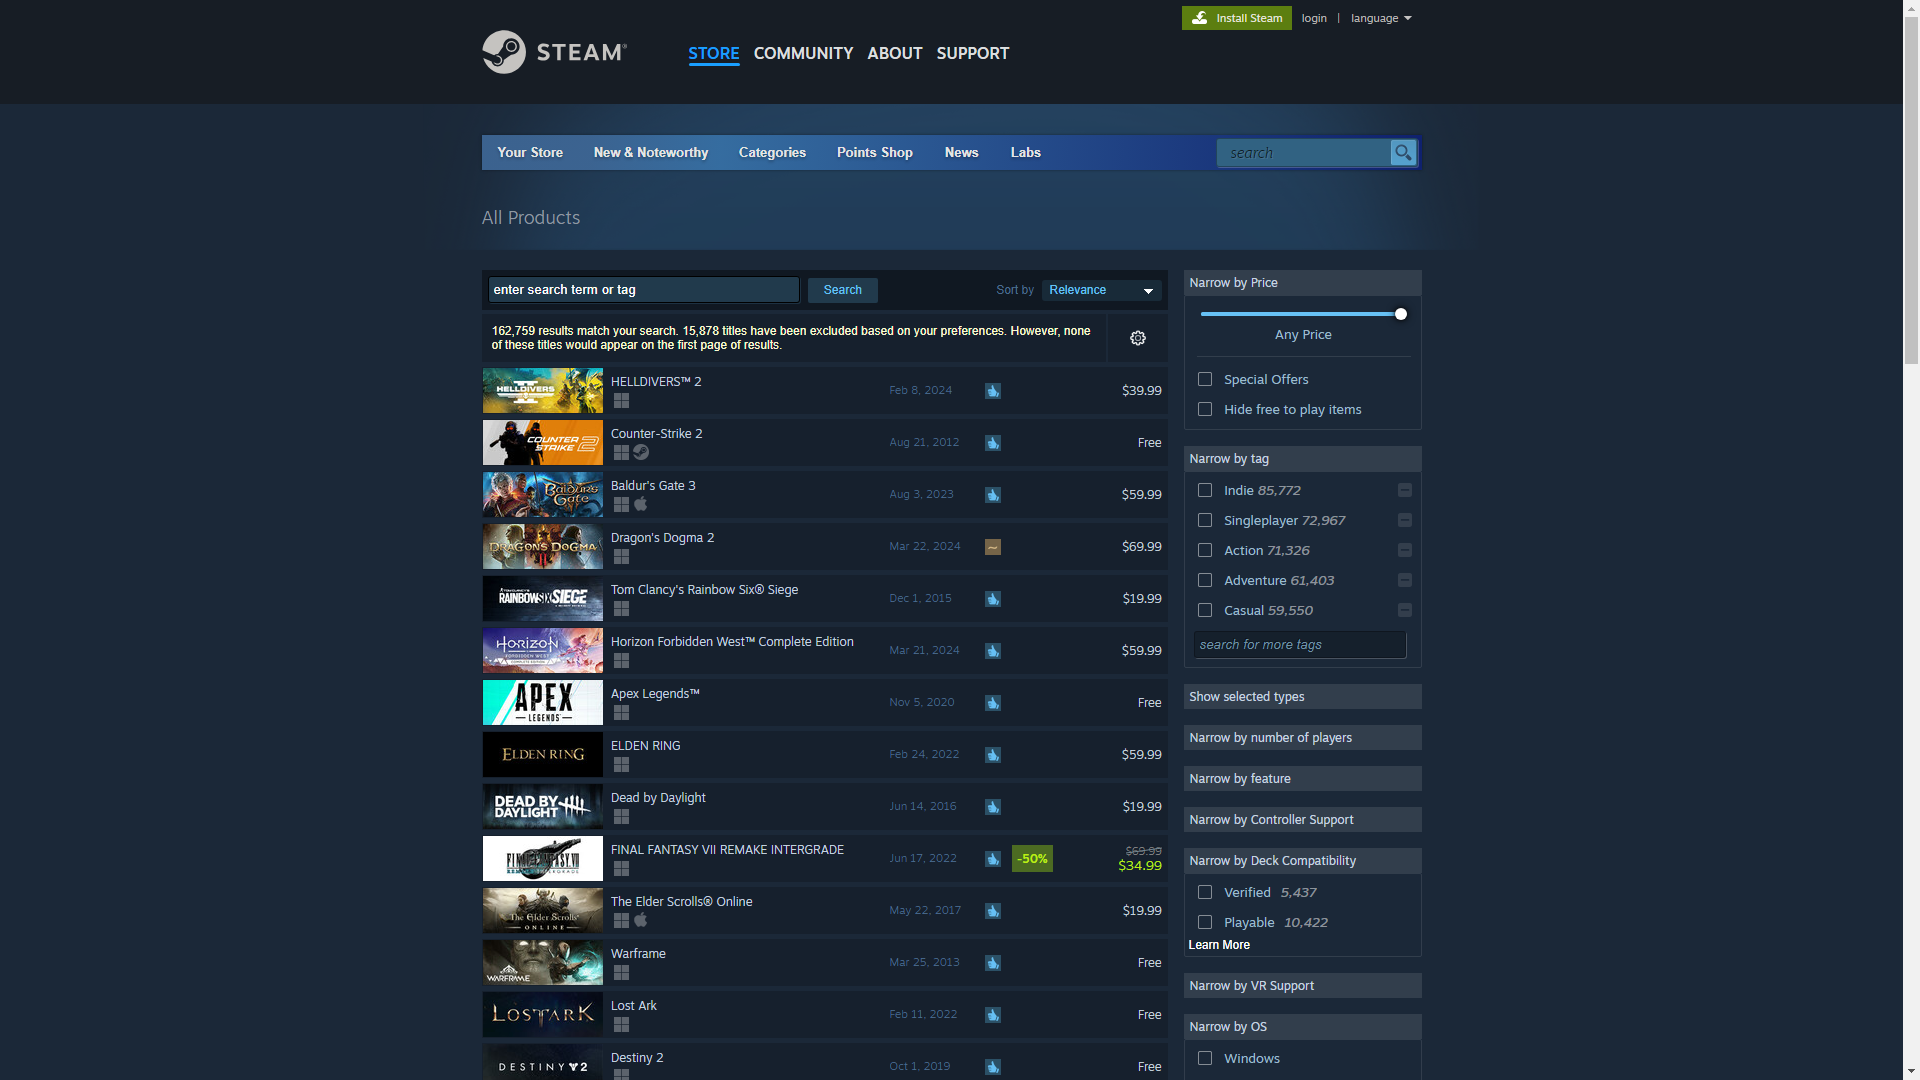 Install Steam
login | language
STEAM®
STORE COMMUNITY ABOUT SUPPORT
Your Store New & Noteworthy Categories Points Shop News Labs
search
All Products
enter search term or tag
Search
Sort by Relevance
162,759 results match your search. 15,878 titles have been excluded based on your preferences. However, none
of these titles would appear on the first page of results.
HELLDIVERS II
HELLDIVERS™ 2
Feb 8, 2024
$39.99
COUNTER STRIKE 2
Counter-Strike 2
Aug 21, 2012
Free
BALDUR'S GATE
Baldur's Gate 3
Aug 3, 2023
$59.99
DRAGON'S DOGMA II
Dragon's Dogma 2
Mar 22, 2024
$69.99
RAINBOW SIX SIEGE
Tom Clancy's Rainbow Six® Siege
Dec 1, 2015
$19.99
HORIZON
FORBIDDEN WEST
COMPLETE EDITION
Horizon Forbidden West™ Complete Edition
Mar 21, 2024
$59.99
APEX
LEGENDS
Apex Legends™
Nov 5, 2020
Free
ELDEN RING
ELDEN RING
Feb 24, 2022
$59.99
DEAD BY
DAYLIGHT
Dead by Daylight
Jun 14, 2016
$19.99
FINAL FANTASY VII
REMAKE INTERGRADE
FINAL FANTASY VII REMAKE INTERGRADE
Jun 17, 2022
-50%
$69.99
$34.99
The Elder Scrolls
ONLINE
The Elder Scrolls® Online
May 22, 2017
$19.99
WARFRAME
Warframe
Mar 25, 2013
Free
LOST ARK
Lost Ark
Feb 11, 2022
Free
DESTINY 2
Destiny 2
Oct 1, 2019
Free
Narrow by Price
Any Price
Special Offers
Hide free to play items
Narrow by tag
Indie 85,772
Singleplayer 72,967
Action 71,326
Adventure 61,403
Casual 59,550
search for more tags
Show selected types
Narrow by number of players
Narrow by feature
Narrow by Controller Support
Narrow by Deck Compatibility
Verified 5,437
Playable 10,422
Learn More
Narrow by VR Support
Narrow by OS
Windows